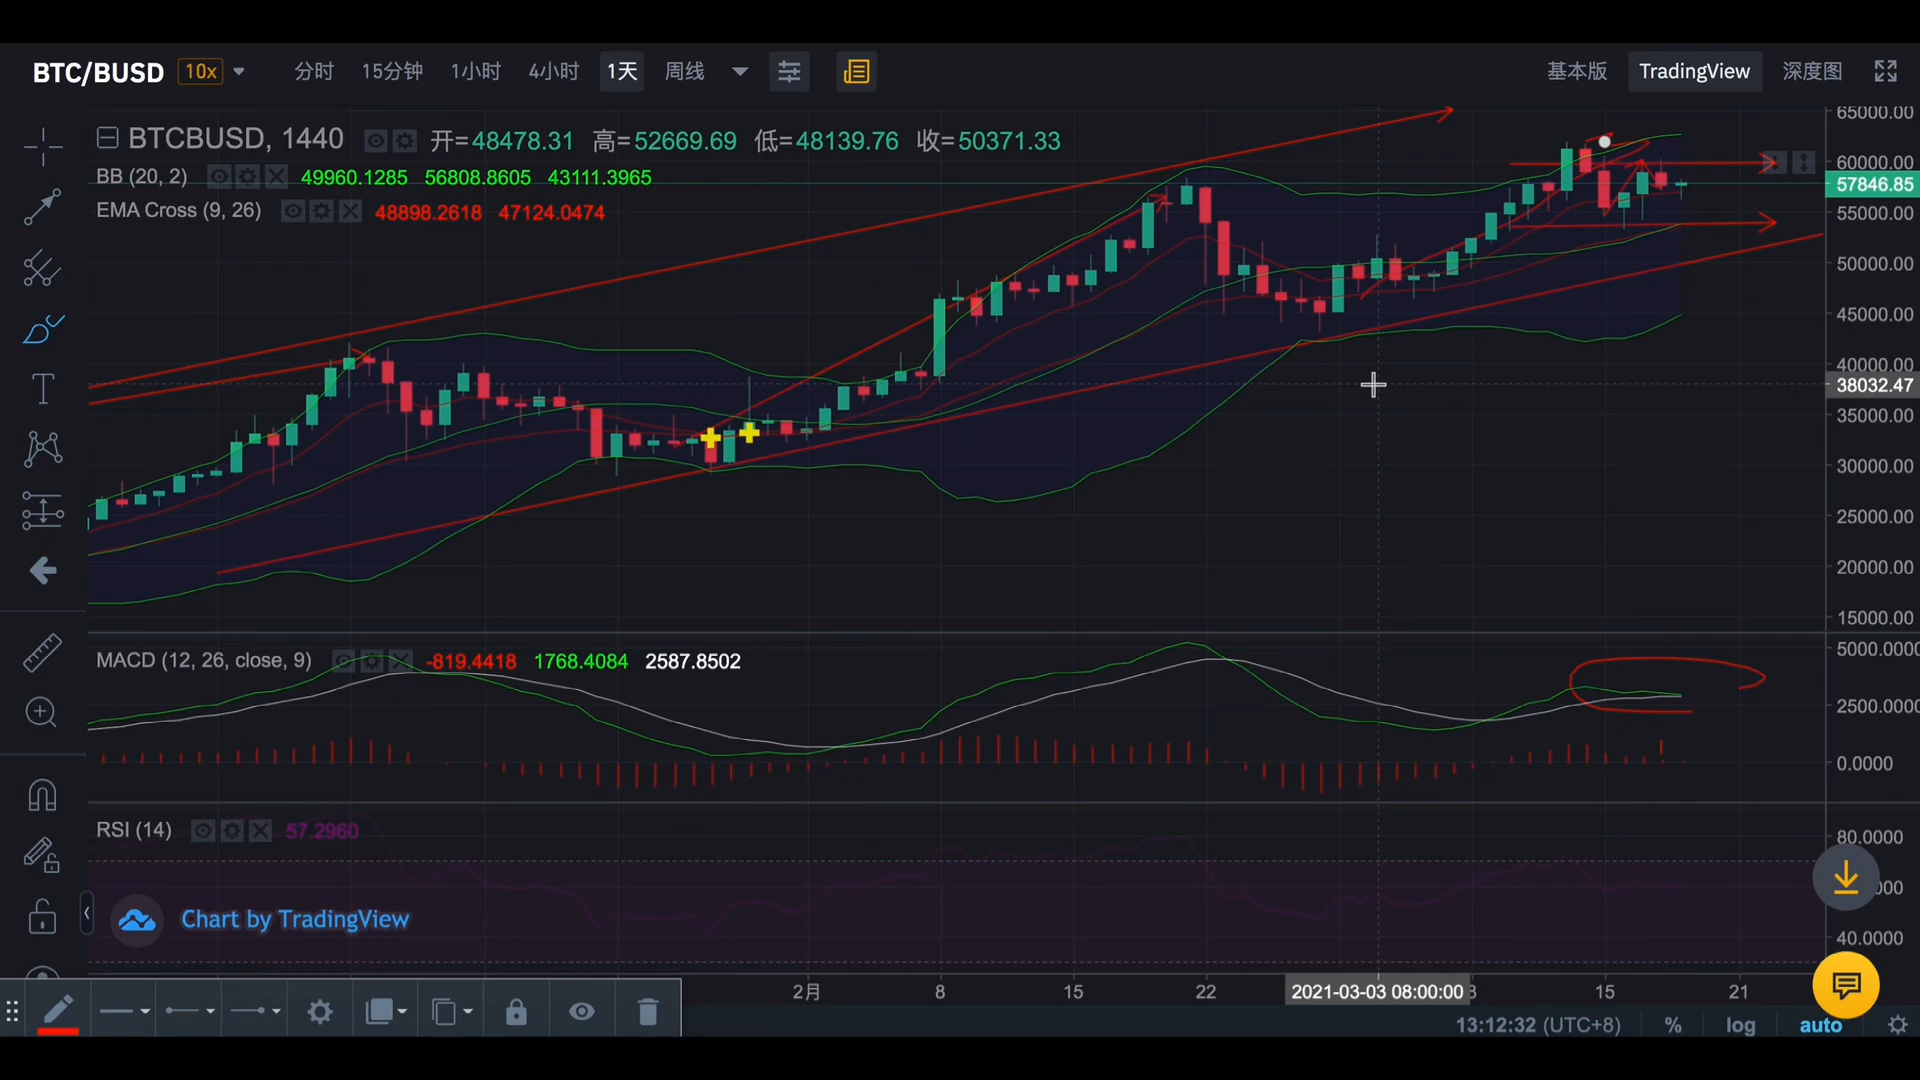 BTC/BUSD 10x 分时 15分钟 1小时 4小时 1天 周线 基本版 TradingView 深度图
BTCBUSD, 1440 开=48478.31 高=52669.69 低=48139.76 收=50371.33
BB (20, 2) 49960.1285 56808.8605 43111.3965
EMA Cross (9, 26) 48898.2618 47124.0474
65000.00
60000.00
57846.85
55000.00
50000.00
45000.00
40000.00
38032.47
35000.00
30000.00
25000.00
20000.00
15000.00
MACD (12, 26, close, 9) -819.4418 1768.4084 2587.8502
5000.0000
2500.0000
0.0000
RSI (14) 57.2960
80.0000
40.0000
Chart by TradingView
2月 8 15 22 2021-03-03 08:00:00 15 21
13:12:32 (UTC+8) % log auto